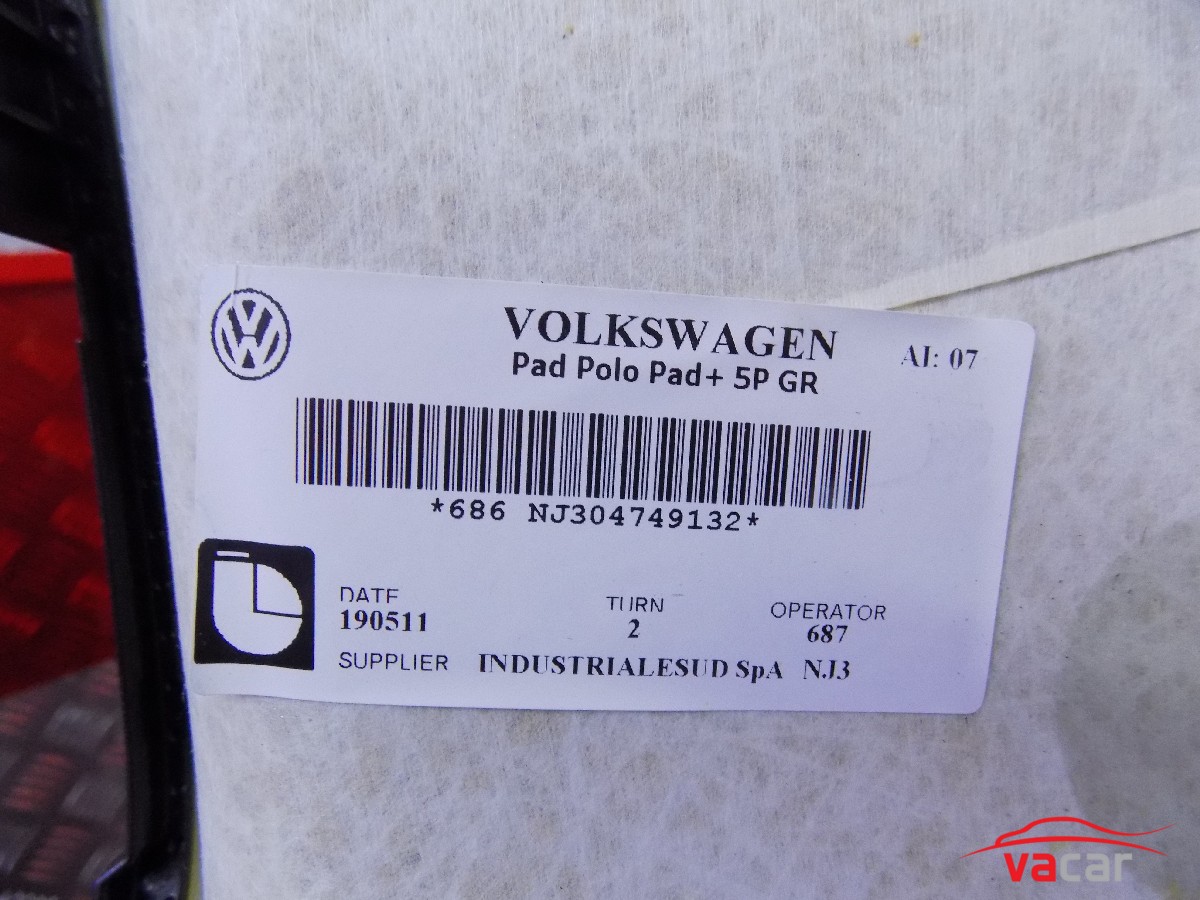 VOLKSWAGEN
Pad Polo Pad+ 5P GR
AI: 07
*686 NJ304749132*
DATE
190511
TURN
2
OPERATOR
687
SUPPLIER INDUSTRIALESUD SpA NJ3
vacar